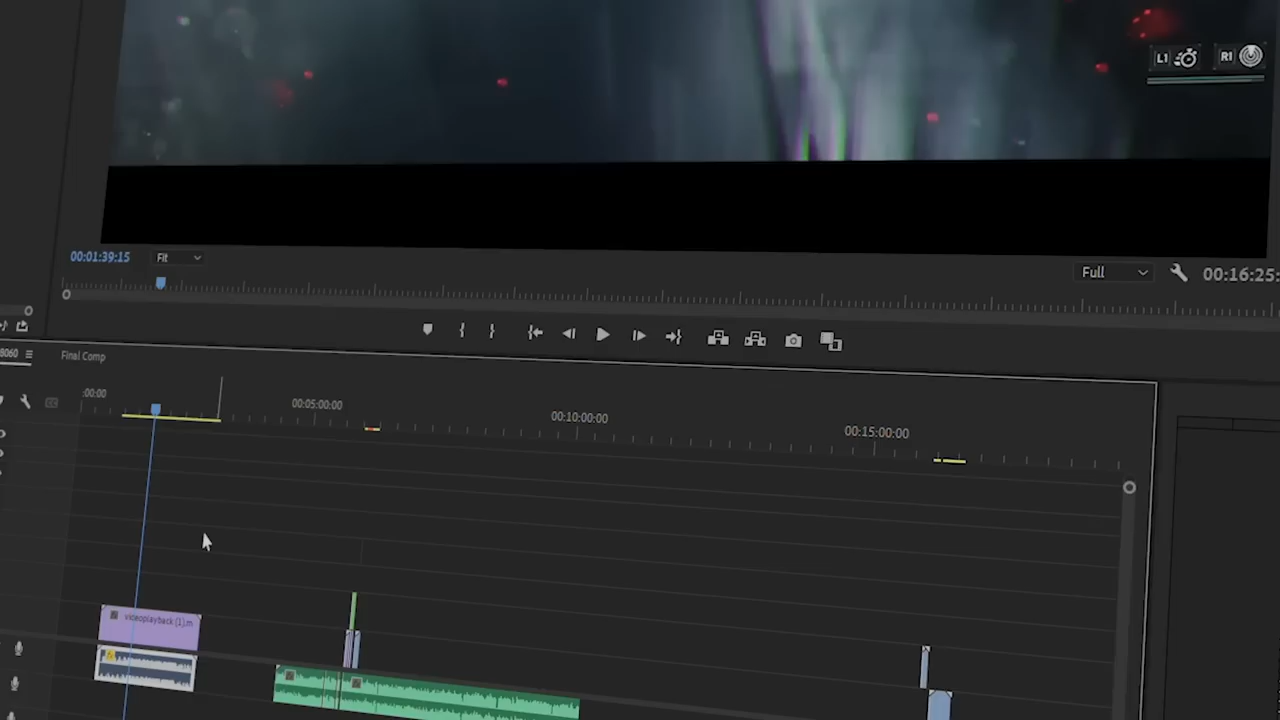 L1 R1
00:01:39:15 Fit
Full 00:16:25:
8060 Final Comp
:00:00 00:05:00:00 00:10:00:00 00:15:00:00
videoplayback (1).m
fx